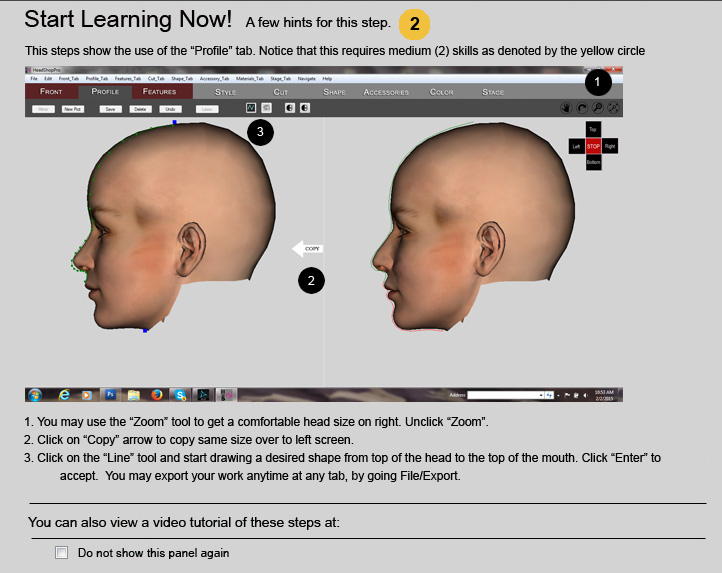 Start Learning Now! A few hints for this step. 2
This steps show the use of the “Profile” tab. Notice that this requires medium (2) skills as denoted by the yellow circle
HeadShopPro
File Edit Front_Tab Profile_Tab Features_Tab Cut_Tab Shape_Tab Accessory_Tab Materials_Tab Stage_Tab Navigate Help
1
FRONT PROFILE FEATURES STYLE CUT SHAPE ACCESSORIES COLOR STAGE
New Pict Save Delete Undo
3
Top
Left STOP Right
Bottom
COPY
2
Address
10:53 AM
2/2/2015
1. You may use the “Zoom” tool to get a comfortable head size on right. Unclick “Zoom”.
2. Click on “Copy” arrow to copy same size over to left screen.
3. Click on the “Line” tool and start drawing a desired shape from top of the head to the top of the mouth. Click “Enter” to
accept. You may export your work anytime at any tab, by going File/Export.
You can also view a video tutorial of these steps at:
Do not show this panel again